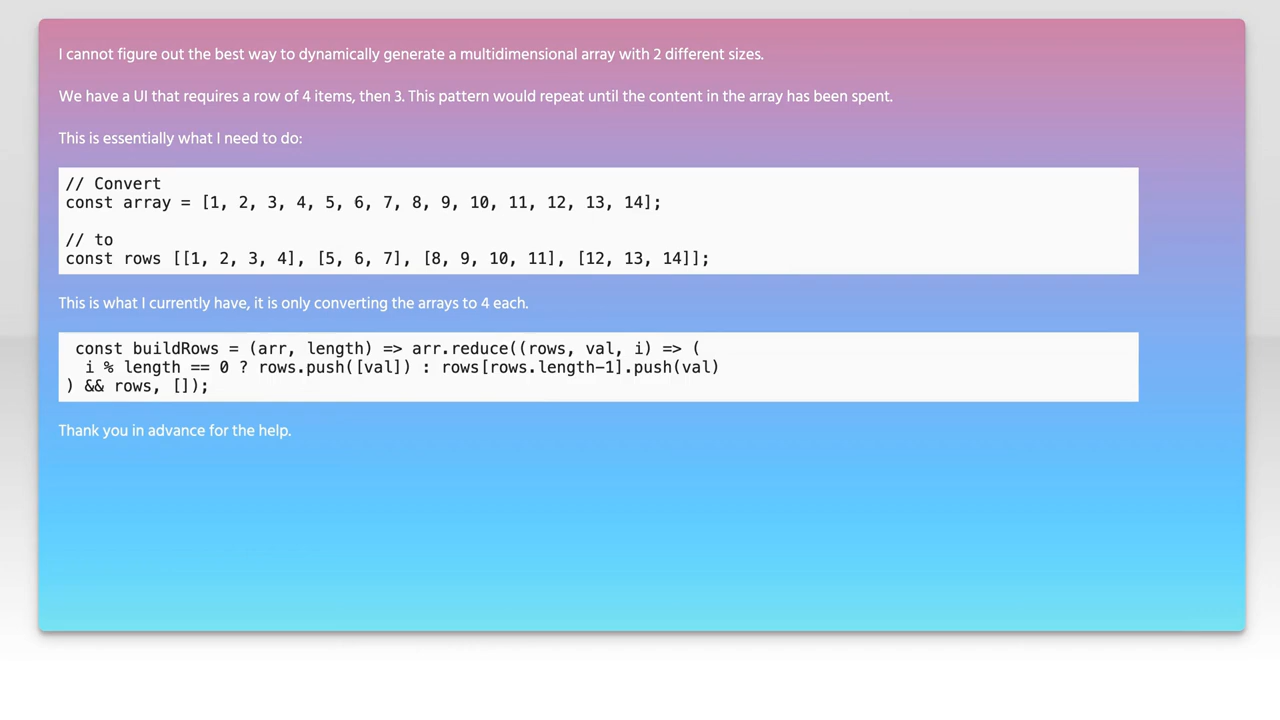 I cannot figure out the best way to dynamically generate a multidimensional array with 2 different sizes.
We have a UI that requires a row of 4 items, then 3. This pattern would repeat until the content in the array has been spent.
This is essentially what I need to do:
// Convert
const array = [1, 2, 3, 4, 5, 6, 7, 8, 9, 10, 11, 12, 13, 14];
// to
const rows [[1, 2, 3, 4], [5, 6, 7], [8, 9, 10, 11], [12, 13, 14]];
This is what I currently have, it is only converting the arrays to 4 each.
const buildRows = (arr, length) => arr.reduce((rows, val, i) => (
i % length == 0 ? rows.push([val]) : rows[rows.length-1].push(val)
) && rows, []);
Thank you in advance for the help.